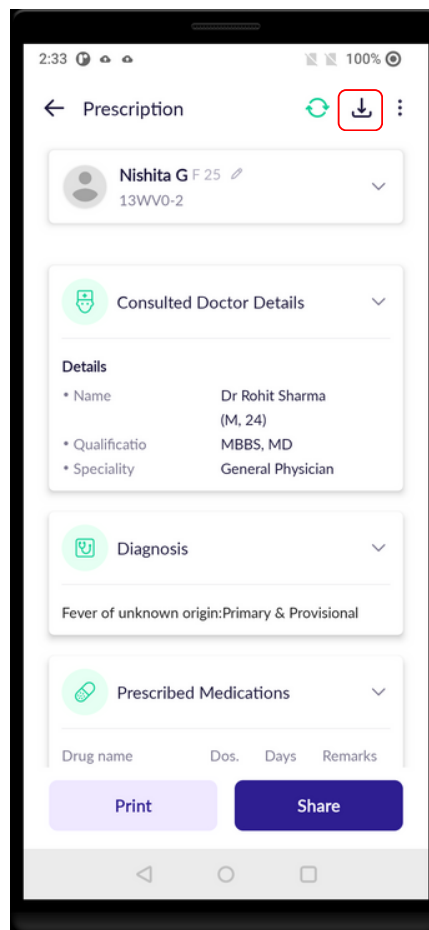 2:33 100%
Prescription
Nishita G F 25
13WV0-2
Consulted Doctor Details
Details
• Name Dr Rohit Sharma
(M, 24)
• Qualificatio MBBS, MD
• Speciality General Physician
Diagnosis
Fever of unknown origin:Primary & Provisional
Prescribed Medications
Drug name Dos. Days Remarks
Print Share